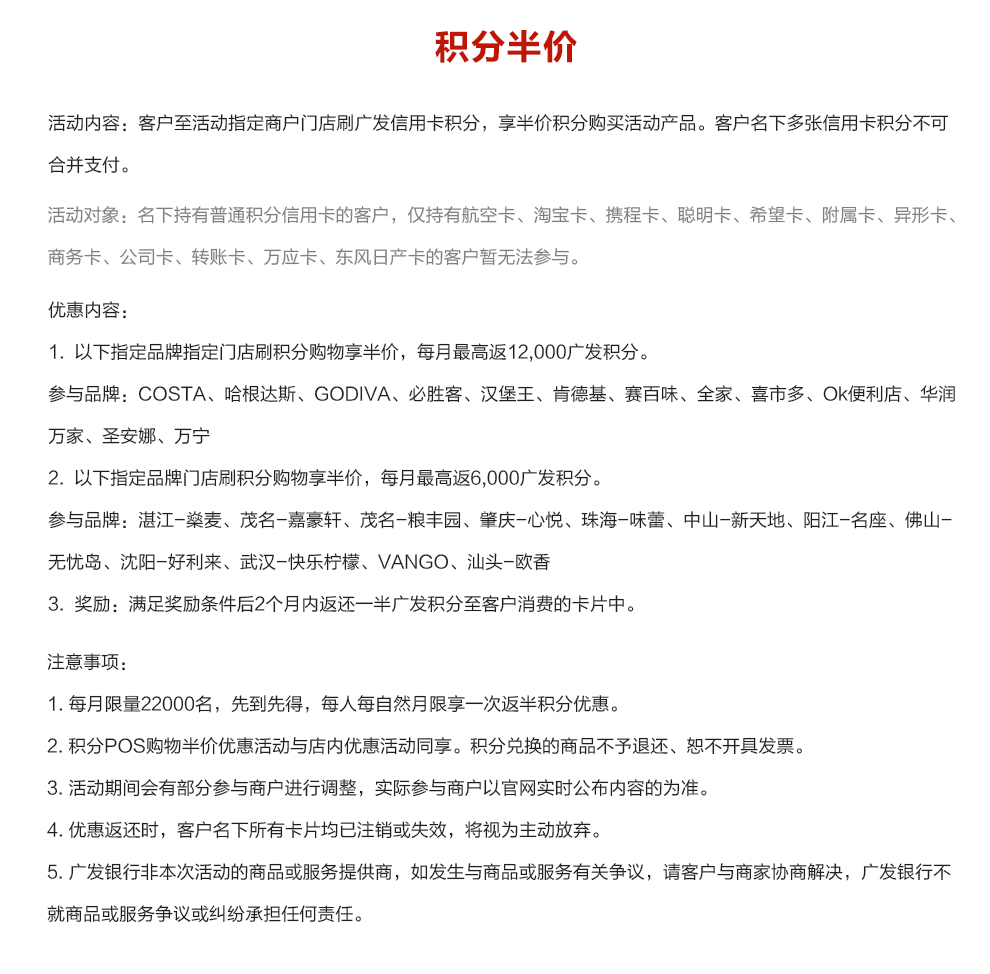 积分半价
活动内容：客户至活动指定商户门店刷广发信用卡积分，享半价积分购买活动产品。客户名下多张信用卡积分不可
合并支付。
活动对象：名下持有普通积分信用卡的客户，仅持有航空卡、淘宝卡、携程卡、聪明卡、希望卡、附属卡、异形卡、
商务卡、公司卡、转账卡、万应卡、东风日产卡的客户暂无法参与。
优惠内容：
1. 以下指定品牌指定门店刷积分购物享半价，每月最高返12,000广发积分。
参与品牌：COSTA、哈根达斯、GODIVA、必胜客、汉堡王、肯德基、赛百味、全家、喜市多、Ok便利店、华润
万家、圣安娜、万宁
2. 以下指定品牌门店刷积分购物享半价，每月最高返6,000广发积分。
参与品牌：湛江-燊麦、茂名-嘉豪轩、茂名-粮丰园、肇庆-心悦、珠海-味蕾、中山-新天地、阳江-名座、佛山-
无忧岛、沈阳-好利来、武汉-快乐柠檬、VANGO、汕头-欧香
3. 奖励：满足奖励条件后2个月内返还一半广发积分至客户消费的卡片中。
注意事项：
1. 每月限量22000名，先到先得，每人每自然月限享一次返半积分优惠。
2. 积分POS购物半价优惠活动与店内优惠活动同享。积分兑换的商品不予退还、恕不开具发票。
3. 活动期间会有部分参与商户进行调整，实际参与商户以官网实时公布内容的为准。
4. 优惠返还时，客户名下所有卡片均已注销或失效，将视为主动放弃。
5. 广发银行非本次活动的商品或服务提供商，如发生与商品或服务有关争议，请客户与商家协商解决，广发银行不
就商品或服务争议或纠纷承担任何责任。